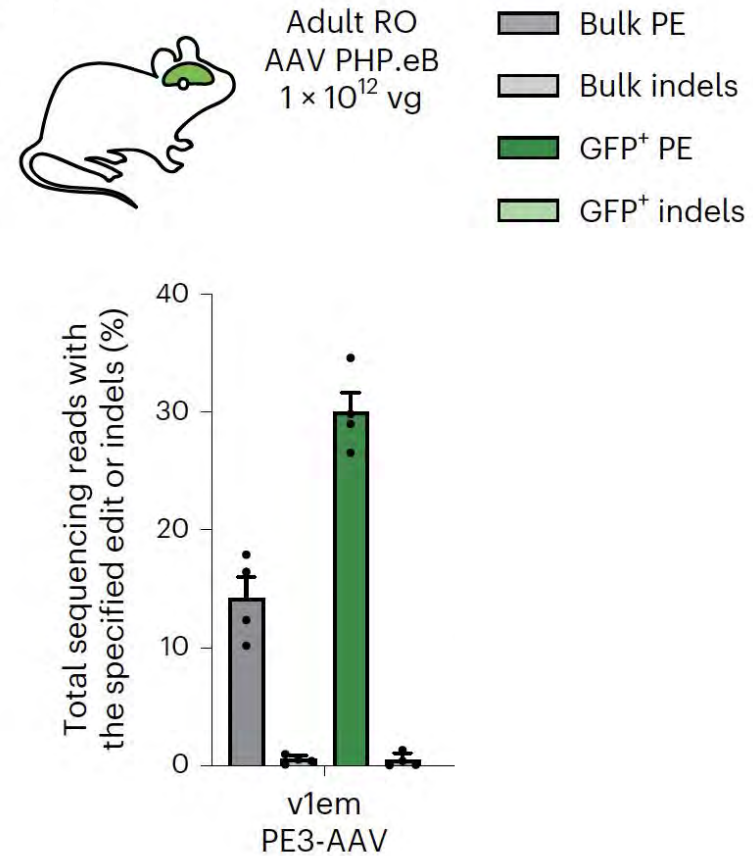 Adult RO
AAV PHP.eB
1 × 10¹² vg
Bulk PE
Bulk indels
GFP⁺ PE
GFP⁺ indels
Total sequencing reads with
the specified edit or indels (%)
40
30
20
10
0
v1em
PE3-AAV